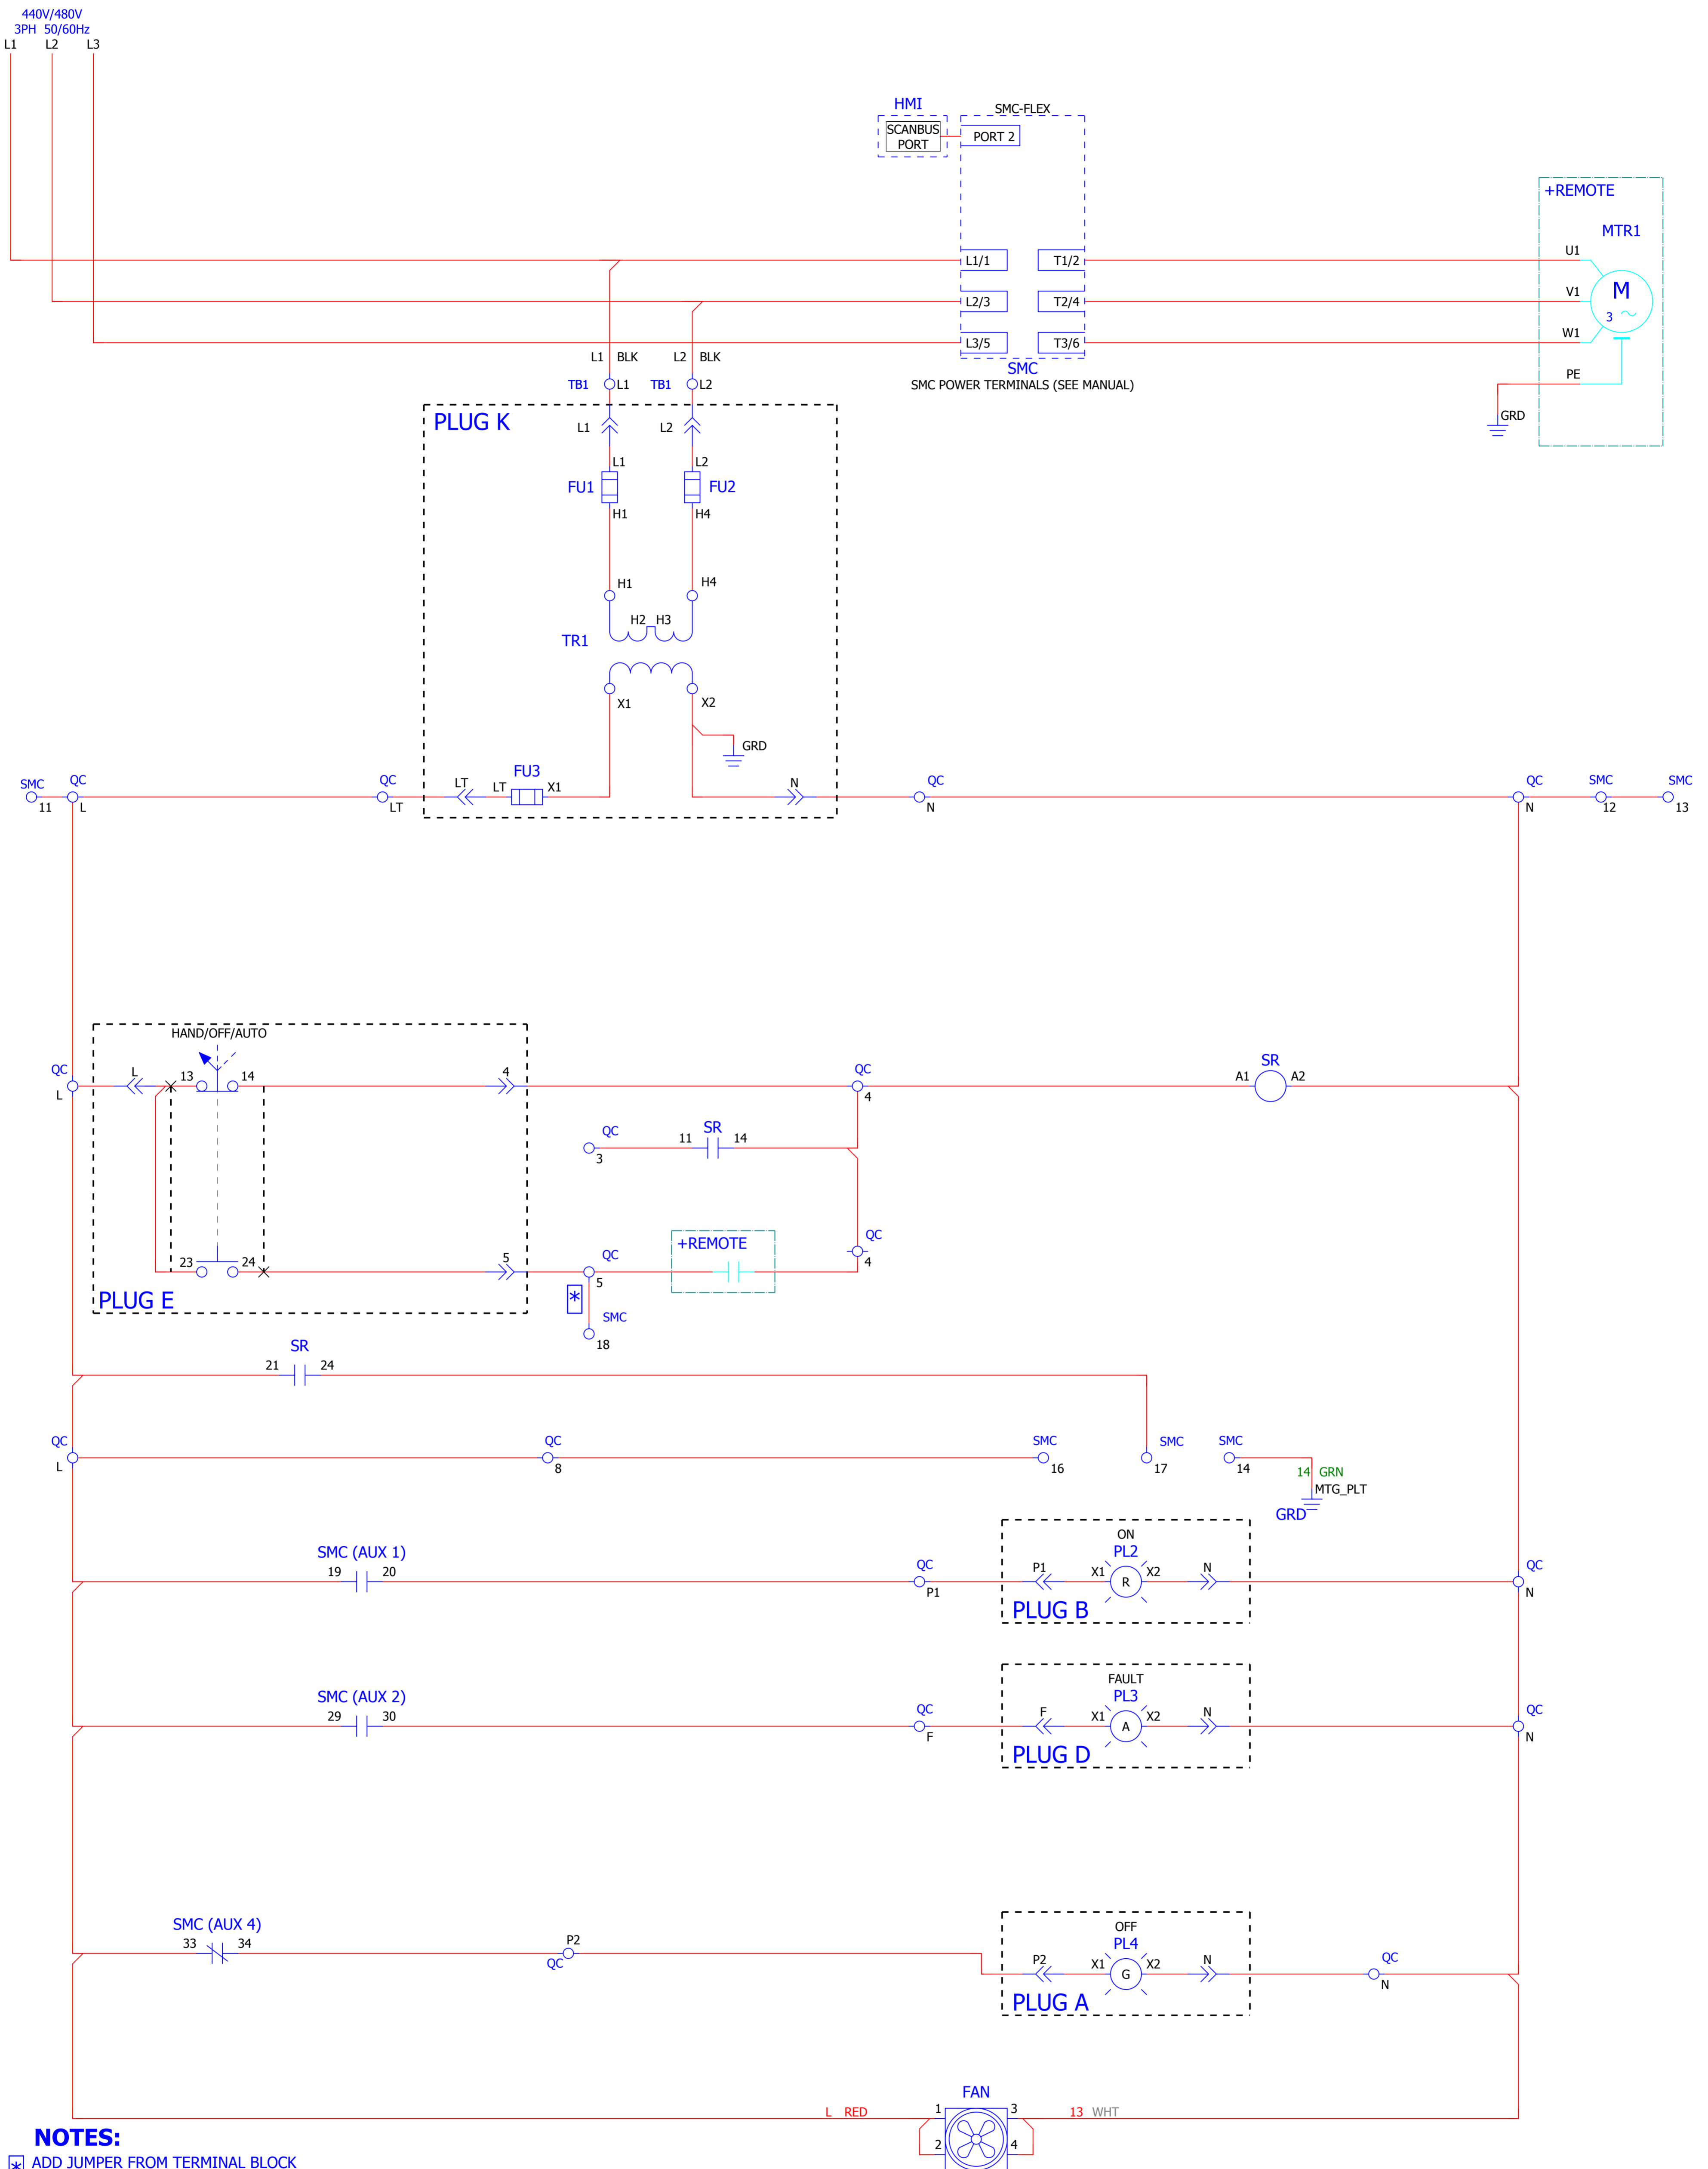 440V/480V
3PH 50/60Hz
L1 L2 L3
HMI
SCANBUS
PORT
SMC-FLEX
PORT 2
+REMOTE
MTR1
L1/1 T1/2 U1
L2/3 T2/4 V1
M
3
L3/5 T3/6 W1
L1 BLK L2 BLK
SMC
SMC POWER TERMINALS (SEE MANUAL)
PE
TB1 L1 TB1 L2
GRD
PLUG K
L1 L2
L1 L2
FU1 FU2
H1 H4
H1 H4
H2 H3
TR1
X1 X2
GRD
SMC QC QC LT LT FU3 X1 N QC QC SMC SMC
11 L LT N N 12 13
HAND/OFF/AUTO
QC L 13 14 4 QC A1 SR A2
L 4
QC 11 SR 14
3
+REMOTE QC
23 24 5 QC 4
PLUG E
5
*
SMC
18
SR
21 24
QC QC SMC SMC SMC
L 8 16 17 14
14 GRN
MTG_PLT
GRD
ON
SMC (AUX 1) PL2
19 20 QC P1 X1 R X2 N QC
P1 N
PLUG B
FAULT
SMC (AUX 2) PL3
29 30 QC F X1 A X2 N QC
F N
PLUG D
OFF
SMC (AUX 4) PL4
33 34 P2
QC
P2 X1 G X2 N QC
N
PLUG A
FAN
L RED 1 3 13 WHT
2 4
NOTES:
* ADD JUMPER FROM TERMINAL BLOCK